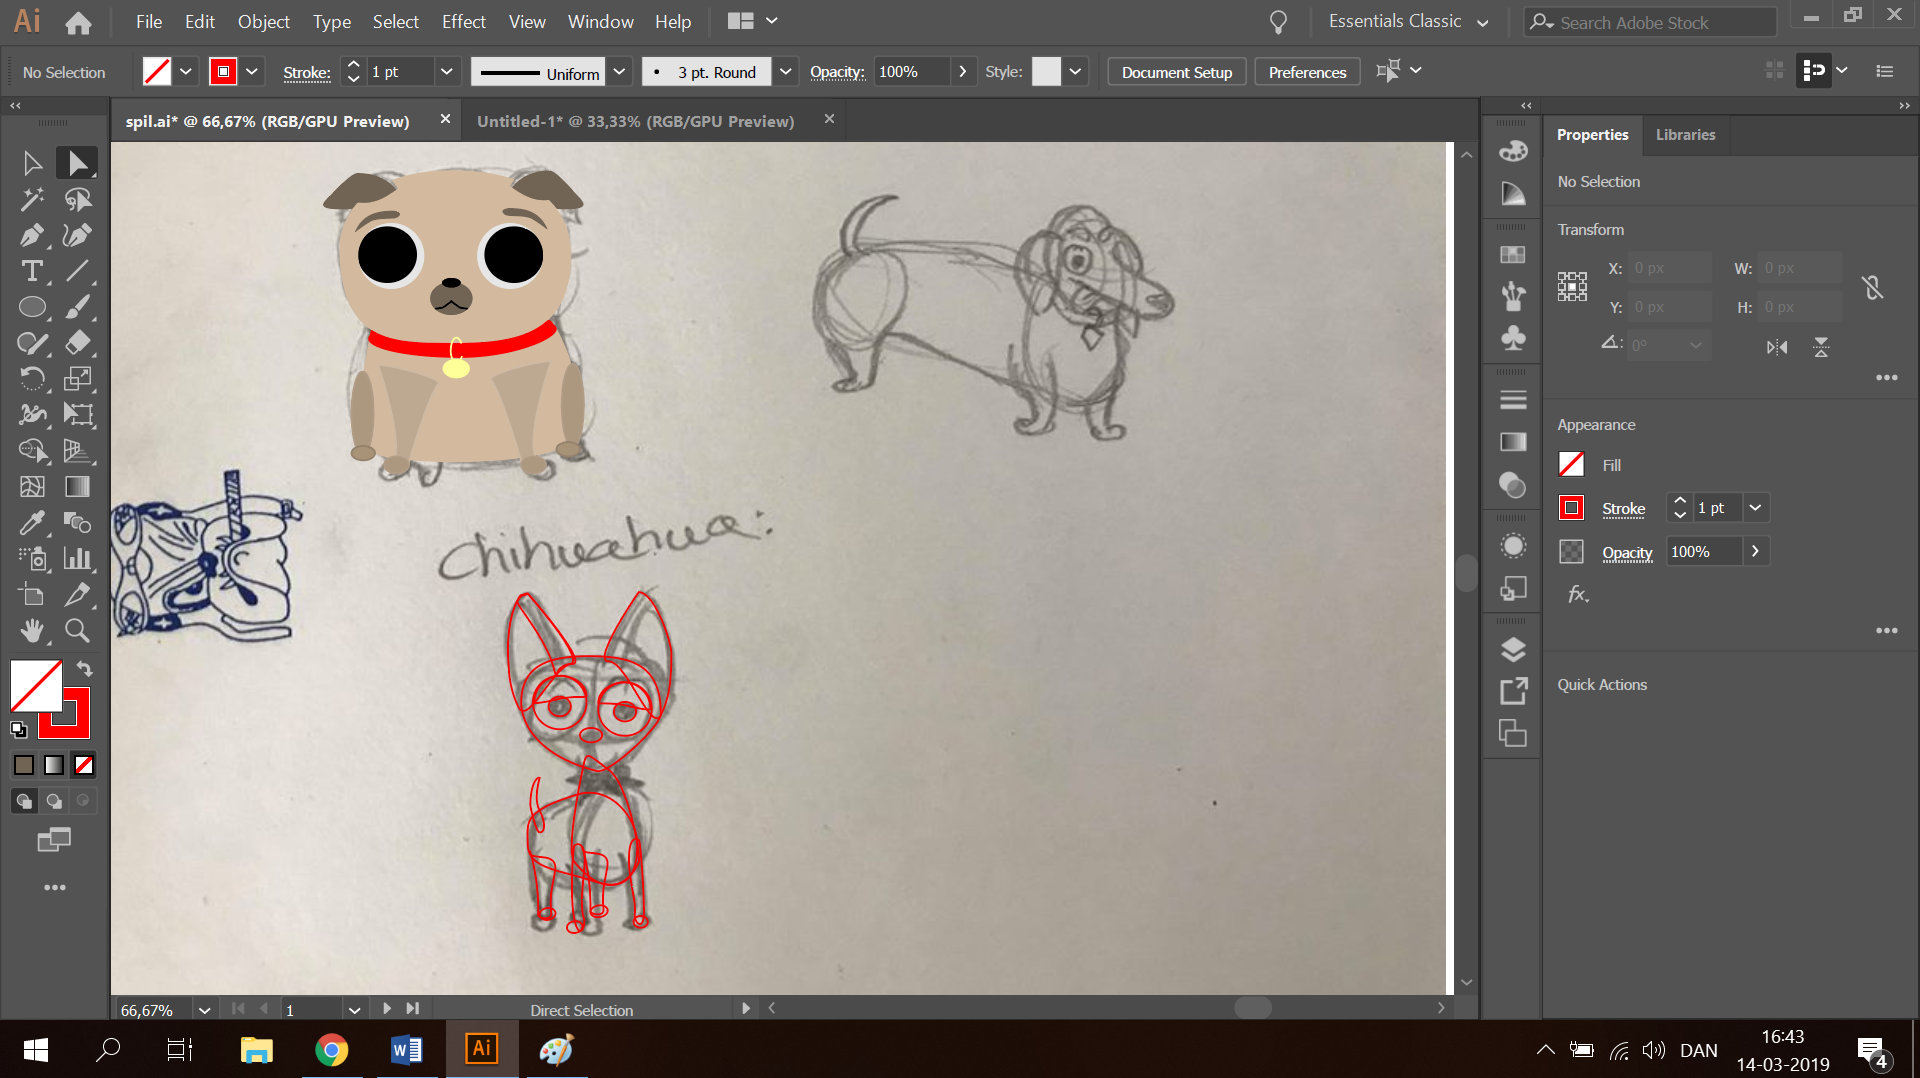 Ai File Edit Object Type Select Effect View Window Help Essentials Classic Search Adobe Stock
No Selection Stroke: 1 pt Uniform 3 pt. Round Opacity: 100% Style: Document Setup Preferences
spil.ai* @ 66,67% (RGB/GPU Preview) Untitled-1* @ 33,33% (RGB/GPU Preview)
Properties Libraries
No Selection
Transform
X: 0 px W: 0 px
Y: 0 px H: 0 px
0°
Appearance
Fill
Stroke 1 pt
Opacity 100%
fx
Quick Actions
Chihuahua:
66,67% 1 Direct Selection
Ai DAN 16:43
14-03-2019 4